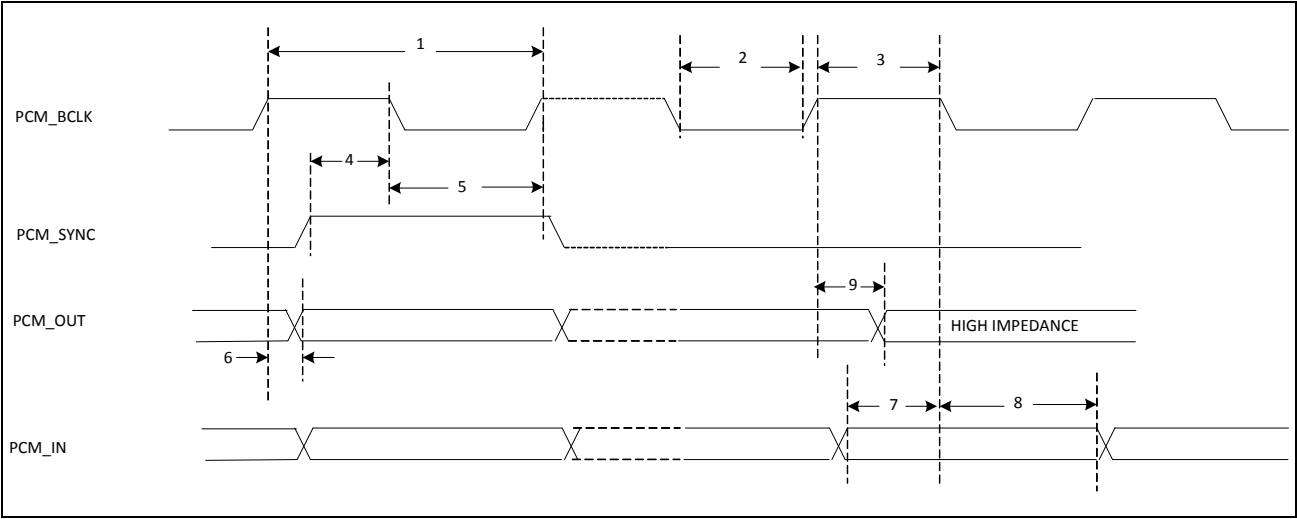 1
2
3
PCM_BCLK
4
5
PCM_SYNC
9
PCM_OUT
HIGH IMPEDANCE
6
7
8
PCM_IN